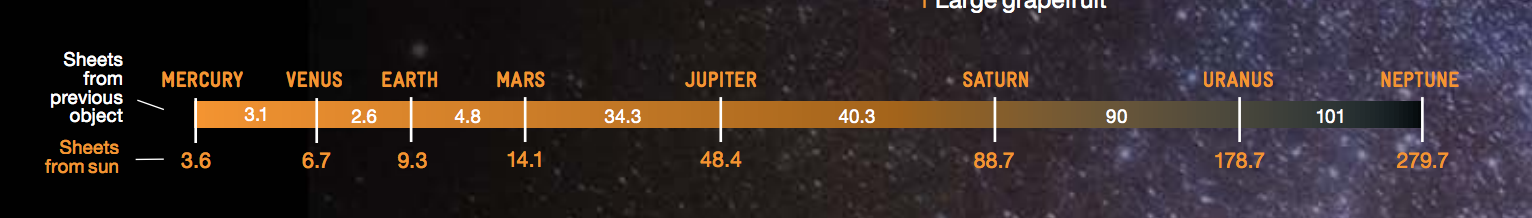 1 Large grapefruit
Sheets
from
previous
object
MERCURY VENUS EARTH MARS JUPITER SATURN URANUS NEPTUNE
3.1 2.6 4.8 34.3 40.3 90 101
Sheets
from sun
3.6 6.7 9.3 14.1 48.4 88.7 178.7 279.7